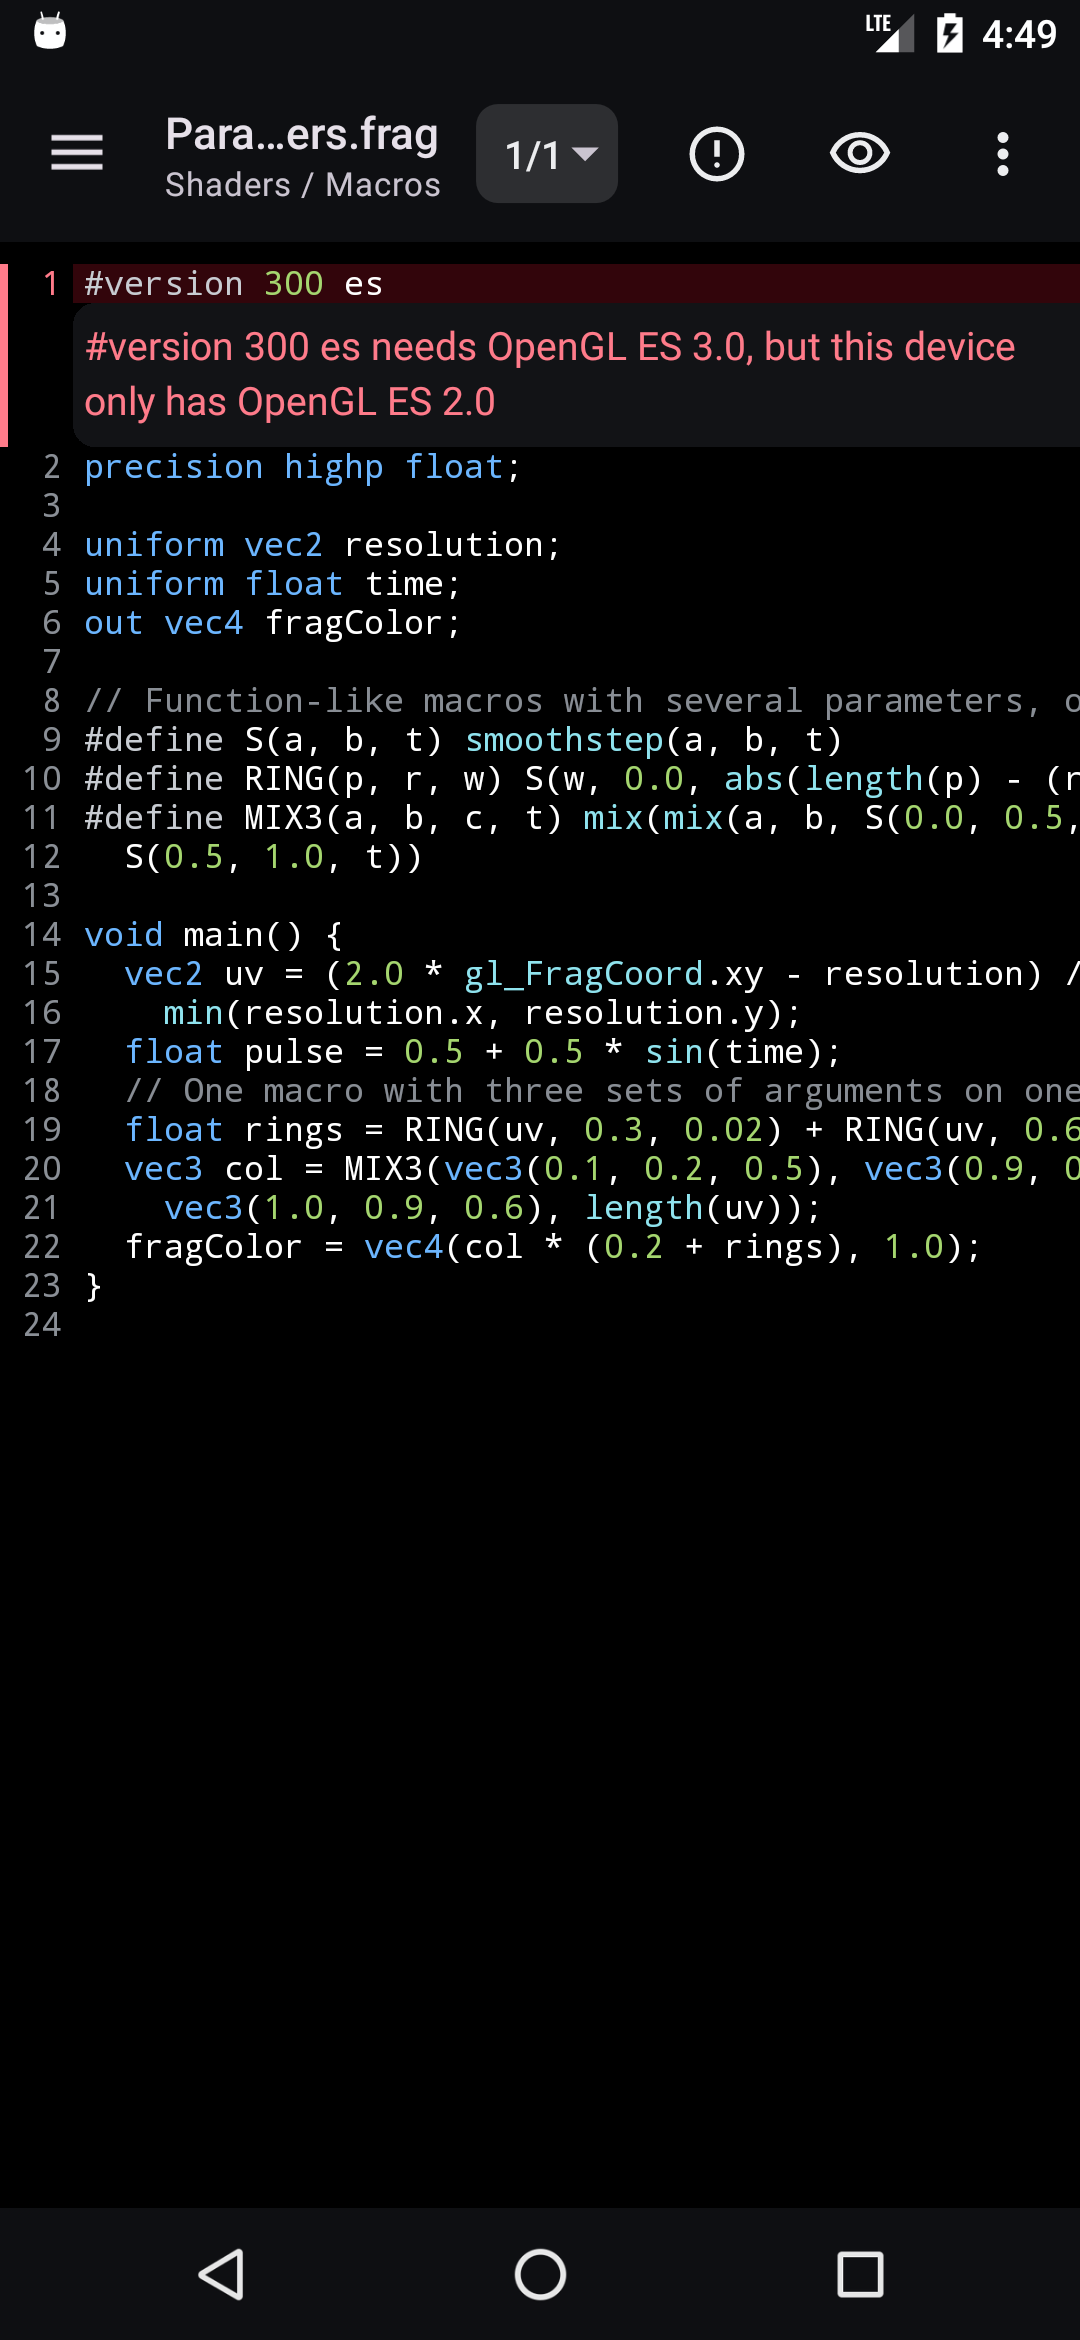 LTE 4:49
Para...ers.frag
Shaders / Macros
1/1
1 #version 300 es
#version 300 es needs OpenGL ES 3.0, but this device
only has OpenGL ES 2.0
2 precision highp float;
3
4 uniform vec2 resolution;
5 uniform float time;
6 out vec4 fragColor;
7
8 // Function-like macros with several parameters, o
9 #define S(a, b, t) smoothstep(a, b, t)
10 #define RING(p, r, w) S(w, 0.0, abs(length(p) - (r
11 #define MIX3(a, b, c, t) mix(mix(a, b, S(0.0, 0.5,
12   S(0.5, 1.0, t))
13
14 void main() {
15   vec2 uv = (2.0 * gl_FragCoord.xy - resolution) /
16     min(resolution.x, resolution.y);
17   float pulse = 0.5 + 0.5 * sin(time);
18   // One macro with three sets of arguments on one
19   float rings = RING(uv, 0.3, 0.02) + RING(uv, 0.6
20   vec3 col = MIX3(vec3(0.1, 0.2, 0.5), vec3(0.9, 0
21     vec3(1.0, 0.9, 0.6), length(uv));
22   fragColor = vec4(col * (0.2 + rings), 1.0);
23 }
24